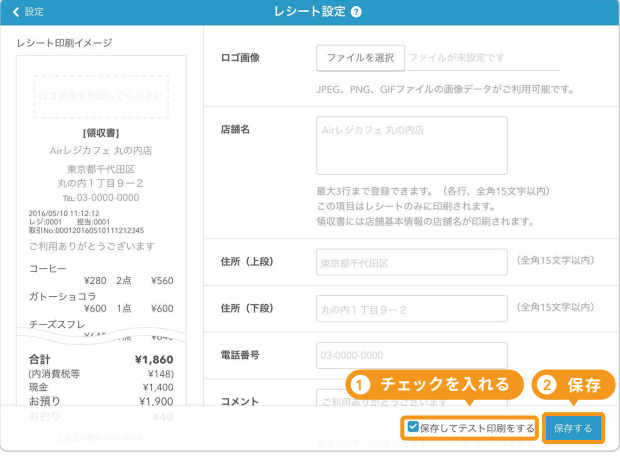 設定
レシート設定 ?
レシート印刷イメージ
ロゴ画像を登録してください
[領収書]
Airレジカフェ 丸の内店
東京都千代田区
丸の内1丁目9－2
TEL: 03-0000-0000
2016/05/10 11:12:12
レジ:0001 担当:0001
取引No:000120160510111212345
ご利用ありがとうございます
コーヒー
¥280 2点 ¥560
ガトーショコラ
¥600 1点 ¥600
チーズスフレ
合計 ¥1,860
(内消費税等 ¥148)
現金 ¥1,400
お預り ¥1,900
お釣り ¥40
ロゴ画像
ファイルを選択 ファイルが未設定です
JPEG、PNG、GIFファイルの画像データがご利用可能です。
店舗名
Airレジカフェ 丸の内店
最大3行まで登録できます。（各行、全角15文字以内）
この項目はレシートのみに印刷されます。
領収書には店舗基本情報の店舗名が印刷されます。
住所（上段）
東京都千代田区
(全角15文字以内)
住所（下段）
丸の内1丁目9－2
(全角15文字以内)
電話番号
03-0000-0000
コメント
ご利用ありがとうございます
1 チェックを入れる
2 保存
保存してテスト印刷をする
保存する